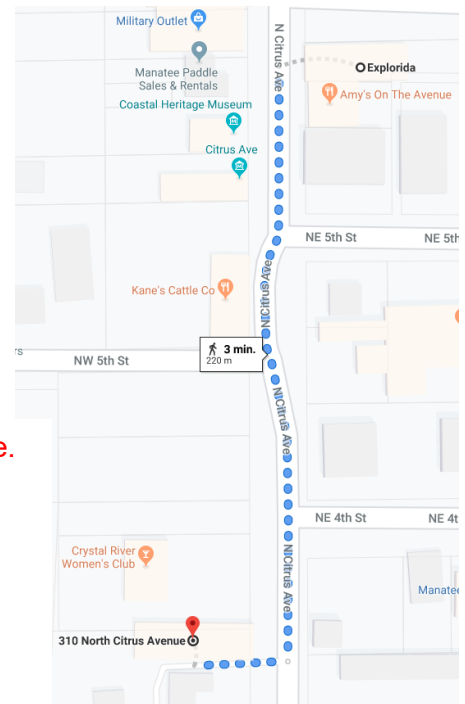 Military Outlet
N Citrus Ave
Explorida
Manatee Paddle
Sales & Rentals
Amy's On The Avenue
Coastal Heritage Museum
Citrus Ave
NE 5th St
NE 5th
N Citrus Ave
Kane's Cattle Co
3 min.
220 m
rs
NW 5th St
N Citrus Ave
e.
NE 4th St
NE 4t
Crystal River
Women's Club
N Citrus Ave
Manatee
310 North Citrus Avenue